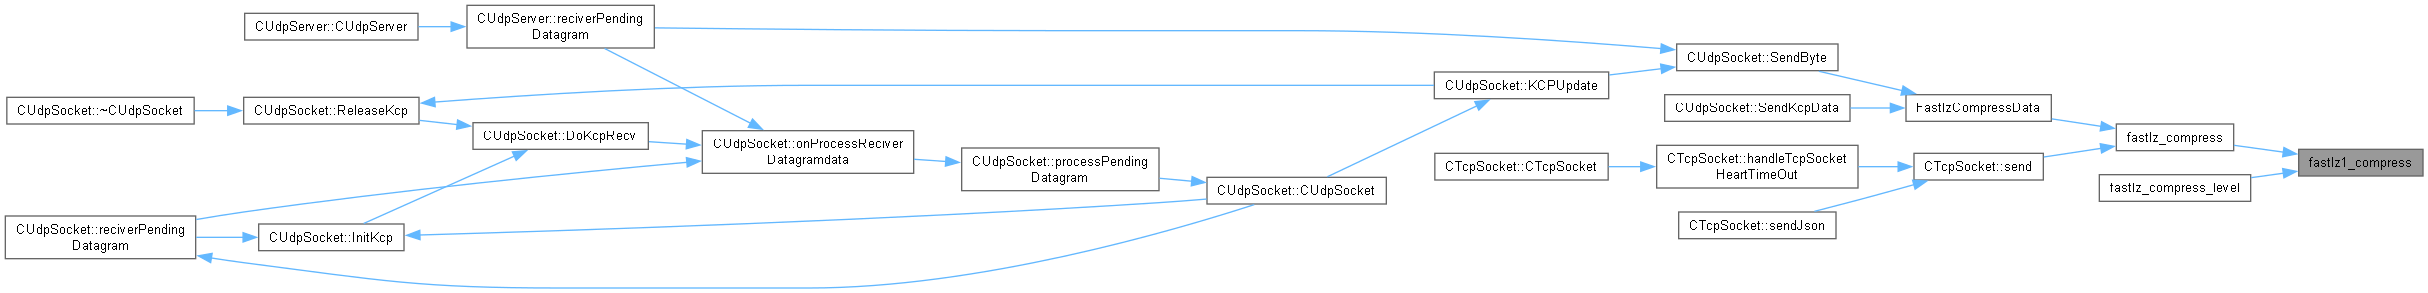 CUdpServer::CUdpServer
CUdpServer::reciverPending
Datagram
CUdpSocket::SendByte
CUdpSocket::KCPUpdate
CUdpSocket::~CUdpSocket
CUdpSocket::ReleaseKcp
CUdpSocket::SendKcpData
FastlzCompressData
CUdpSocket::DoKcpRecv
CUdpSocket::onProcessReciver
Datagramdata
fastlz_compress
CUdpSocket::processPending
Datagram
CTcpSocket::CTcpSocket
CTcpSocket::handleTcpSocket
HeartTimeOut
CTcpSocket::send
fastlz1_compress
CUdpSocket::CUdpSocket
fastlz_compress_level
CUdpSocket::reciverPending
Datagram
CUdpSocket::InitKcp
CTcpSocket::sendJson